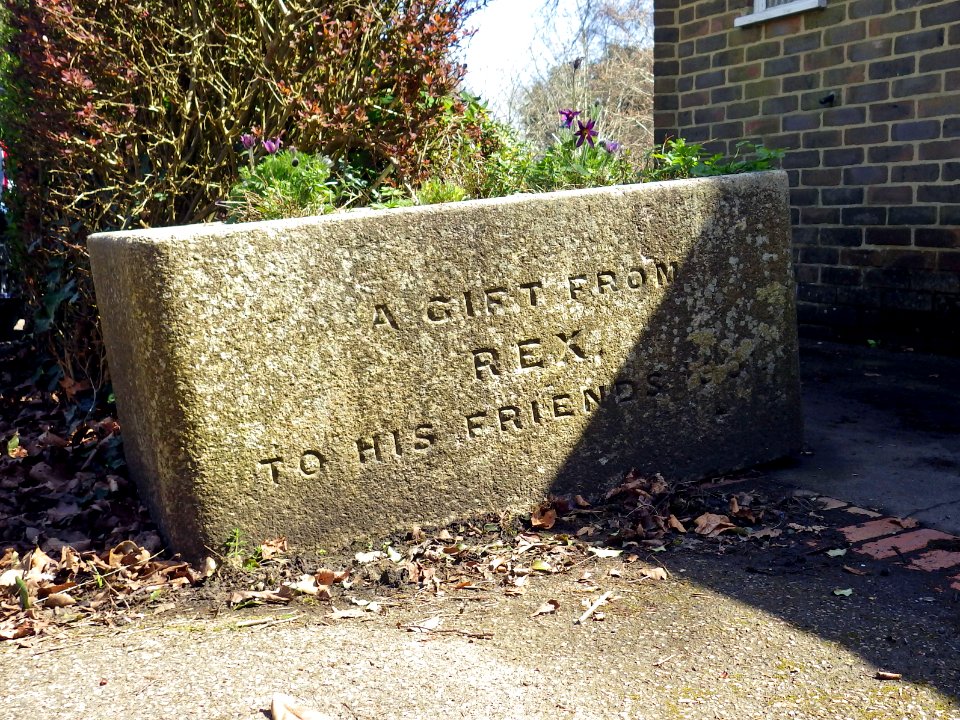 A GIFT FROM
REX.
TO HIS FRIENDS